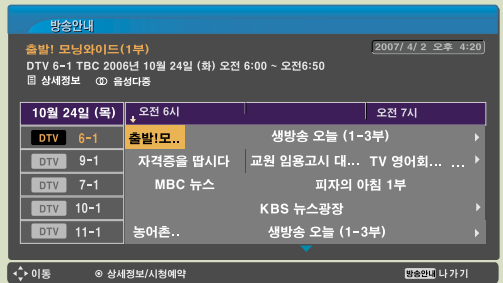 방송안내
출발! 모닝와이드(1부)
2007/ 4/ 2 오후 4:20
DTV 6-1 TBC 2006년 10월 24일 (화) 오전 6:00 ~ 오전6:50
상세정보 음성다중
10월 24일 (목) 오전 6시 오전 7시
DTV 6-1 출발!모.. 생방송 오늘 (1-3부)
DTV 9-1 자격증을 땁시다 교원 임용고시 대... TV 영어회... ...
DTV 7-1 MBC 뉴스 피자의 아침 1부
DTV 10-1 KBS 뉴스광장
DTV 11-1 농어촌.. 생방송 오늘 (1-3부)
이동 상세정보/시청예약 방송안내 나가기